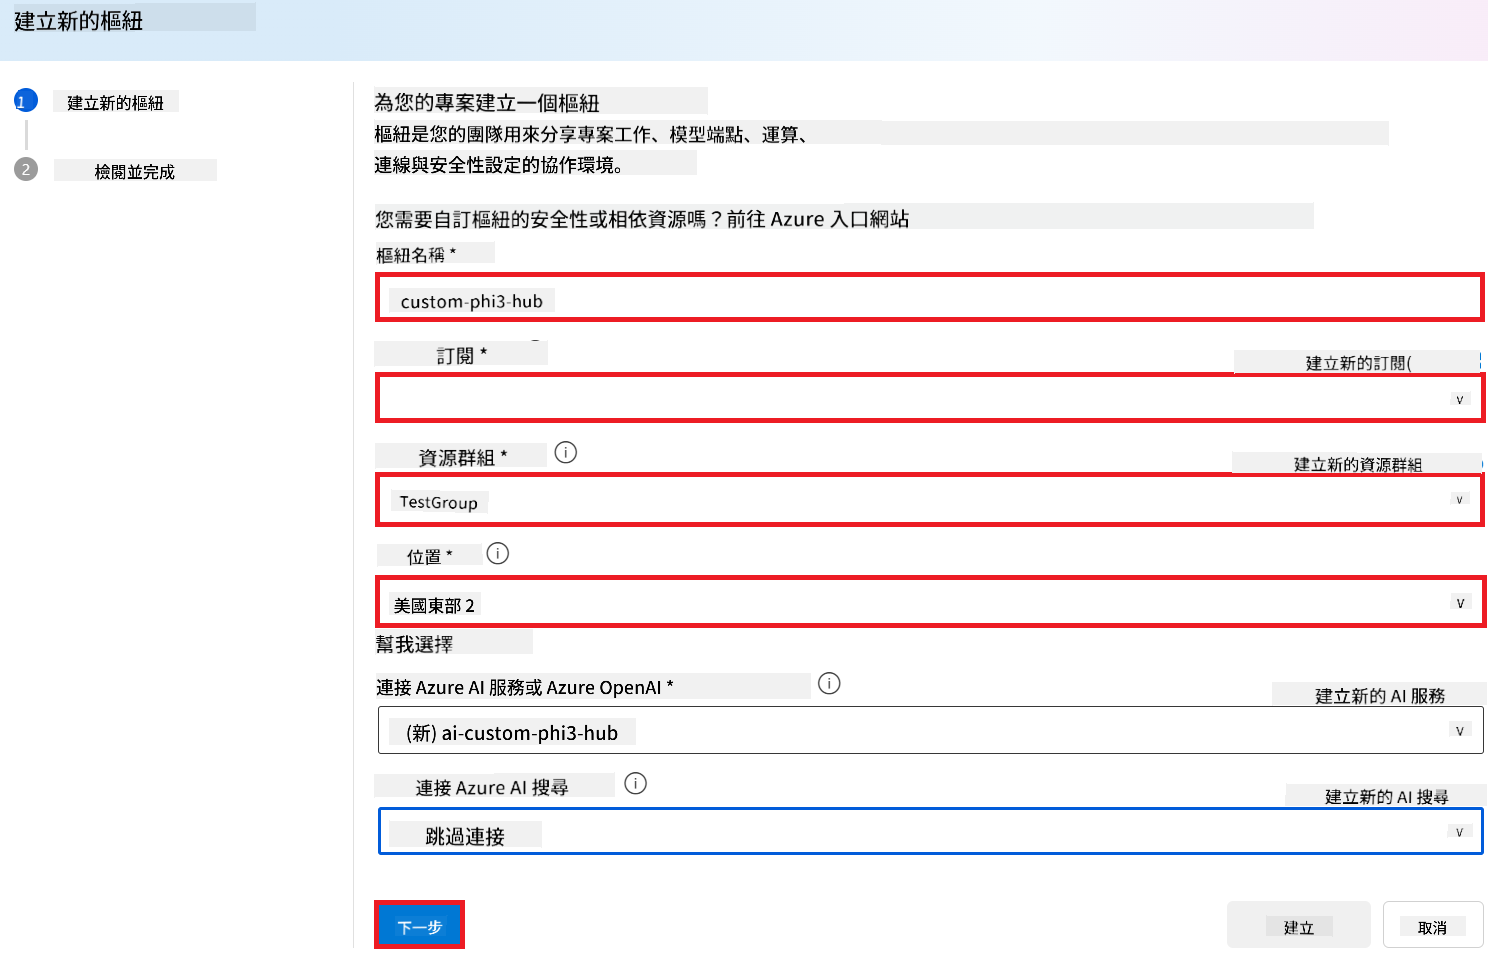 建立新的樞紐
1
建立新的樞紐
2
檢閱並完成
為您的專案建立一個樞紐
樞紐是您的團隊用來分享專案工作、模型端點、運算、
連線與安全性設定的協作環境。
您需要自訂樞紐的安全性或相依資源嗎？前往 Azure 入口網站
樞紐名稱 *
custom-phi3-hub
訂閱 *
建立新的訂閱(
資源群組 *
建立新的資源群組
TestGroup
位置 *
美國東部 2
幫我選擇
連接 Azure AI 服務或 Azure OpenAI *
建立新的 AI 服務
(新) ai-custom-phi3-hub
連接 Azure AI 搜尋
建立新的 AI 搜尋
跳過連接
下一步
建立
取消